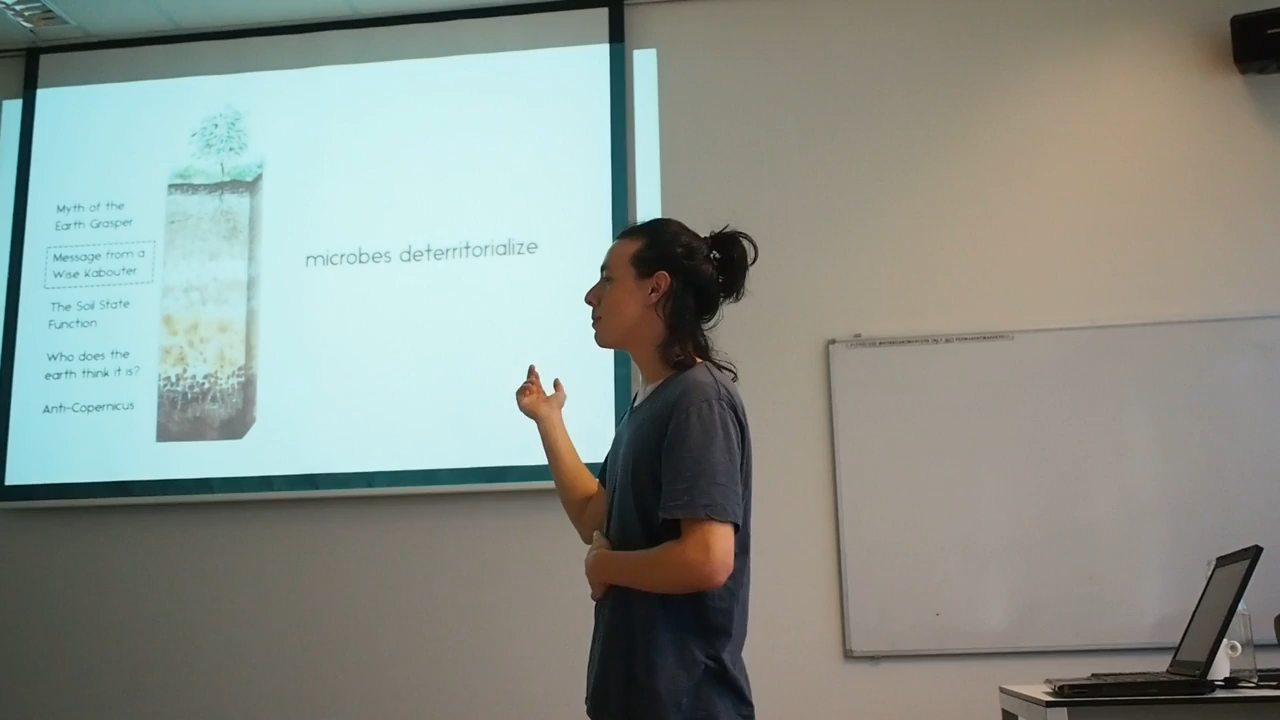 Myth of the
Earth Grasper
Message from a
Wise Kabouter
The Soil State
Function
Who does the
earth think it is?
Anti-Copernicus
microbes deterritorialize